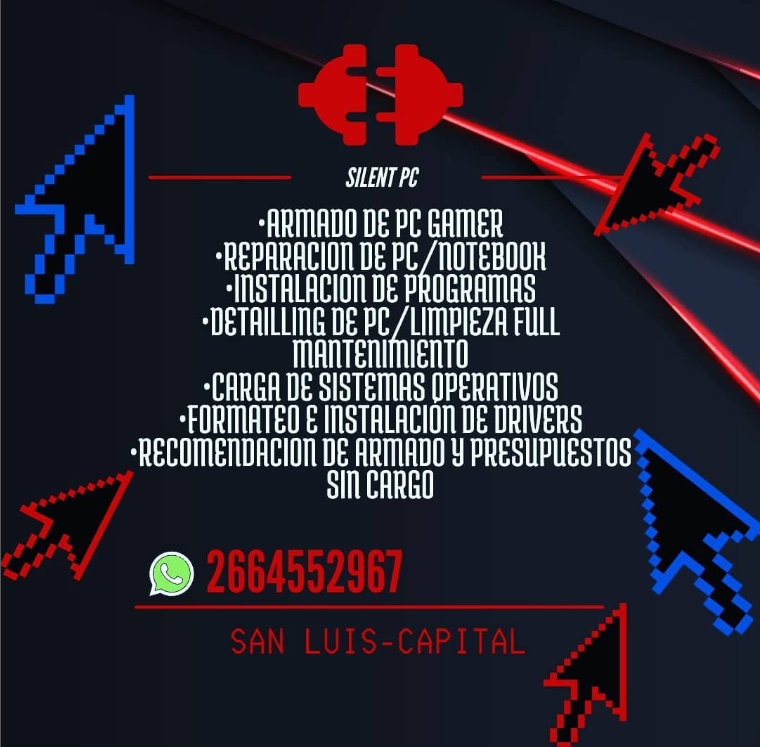 SILENT PC
•ARMADO DE PC GAMER
•REPARACION DE PC/NOTEBOOK
•INSTALACION DE PROGRAMAS
•DETAILLING DE PC/LIMPIEZA FULL
MANTENIMIENTO
•CARGA DE SISTEMAS OPERATIVOS
•FORMATEO E INSTALACIÓN DE DRIVERS
•RECOMENDACION DE ARMADO Y PRESUPUESTOS
SIN CARGO
2664552967
SAN LUIS-CAPITAL